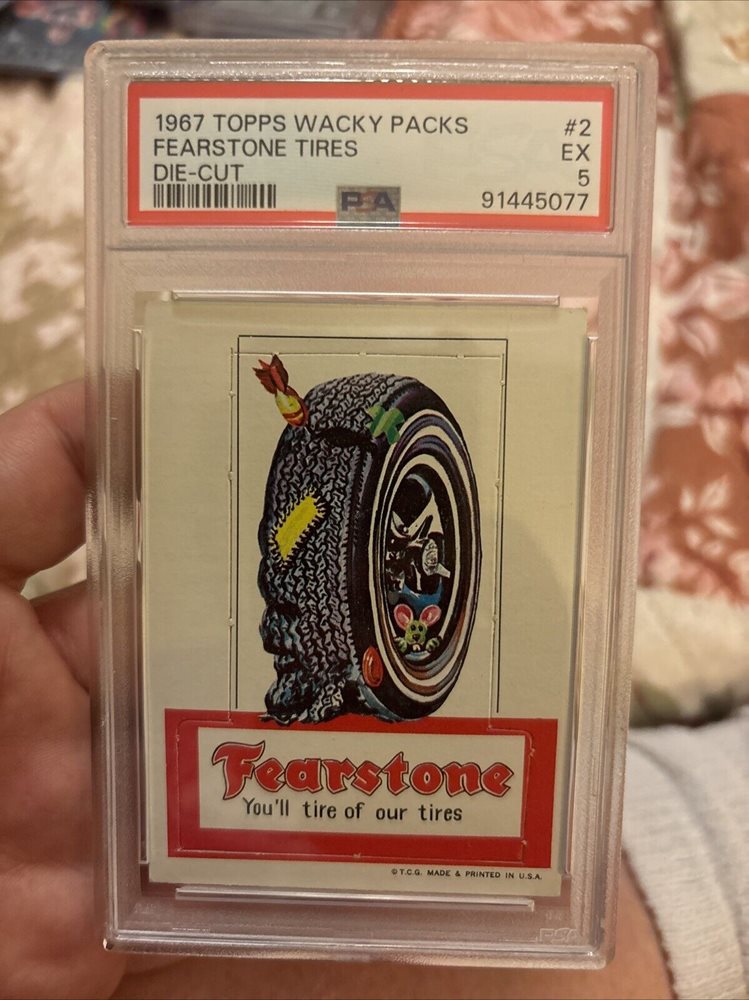 1967 TOPPS WACKY PACKS #2
FEARSTONE TIRES EX
DIE-CUT 5
PSA 91445077
Fearstone
You'll tire of our tires
© T.C.G. MADE & PRINTED IN U.S.A.
PSA